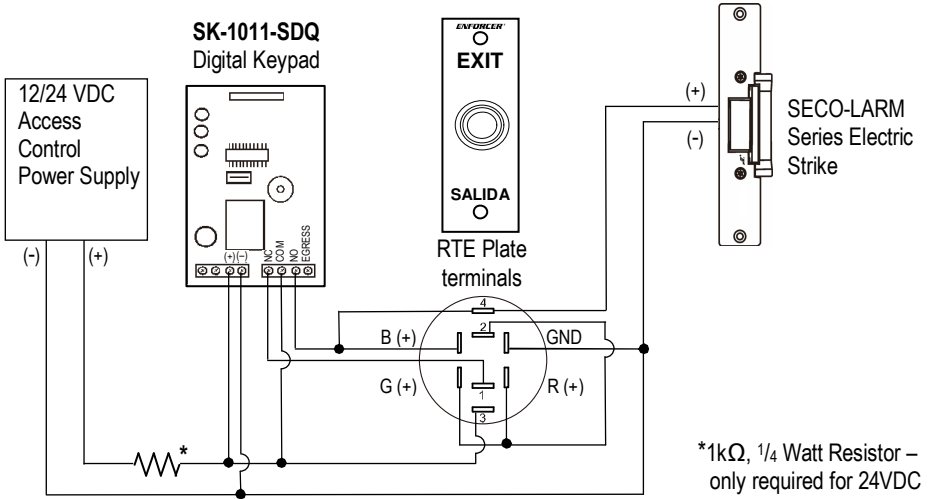 SK-1011-SDQ
Digital Keypad
12/24 VDC
Access
Control
Power Supply
(-)
(+)
(+)(–)
NC
COM
NO
EGRESS
ENFORCER®
EXIT
SALIDA
RTE Plate
terminals
4
2
B (+)
GND
G (+)
R (+)
1
3
(+)
(-)
SECO-LARM
Series Electric
Strike
*
*1kΩ, 1/4 Watt Resistor –
only required for 24VDC